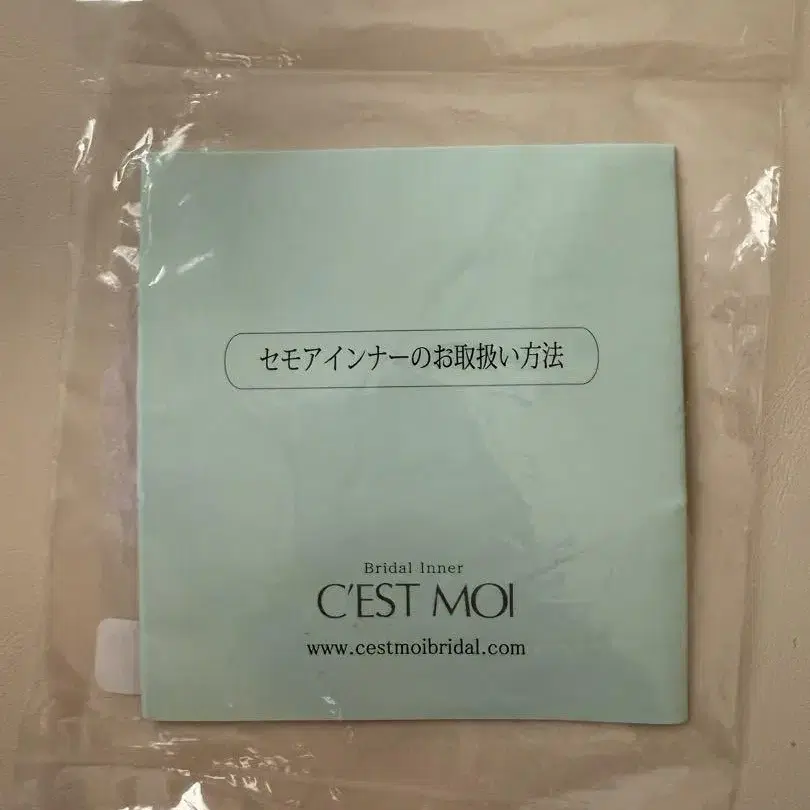 セモアインナーのお取扱い方法
Bridal Inner
C'EST MOI
www.cestmoibridal.com